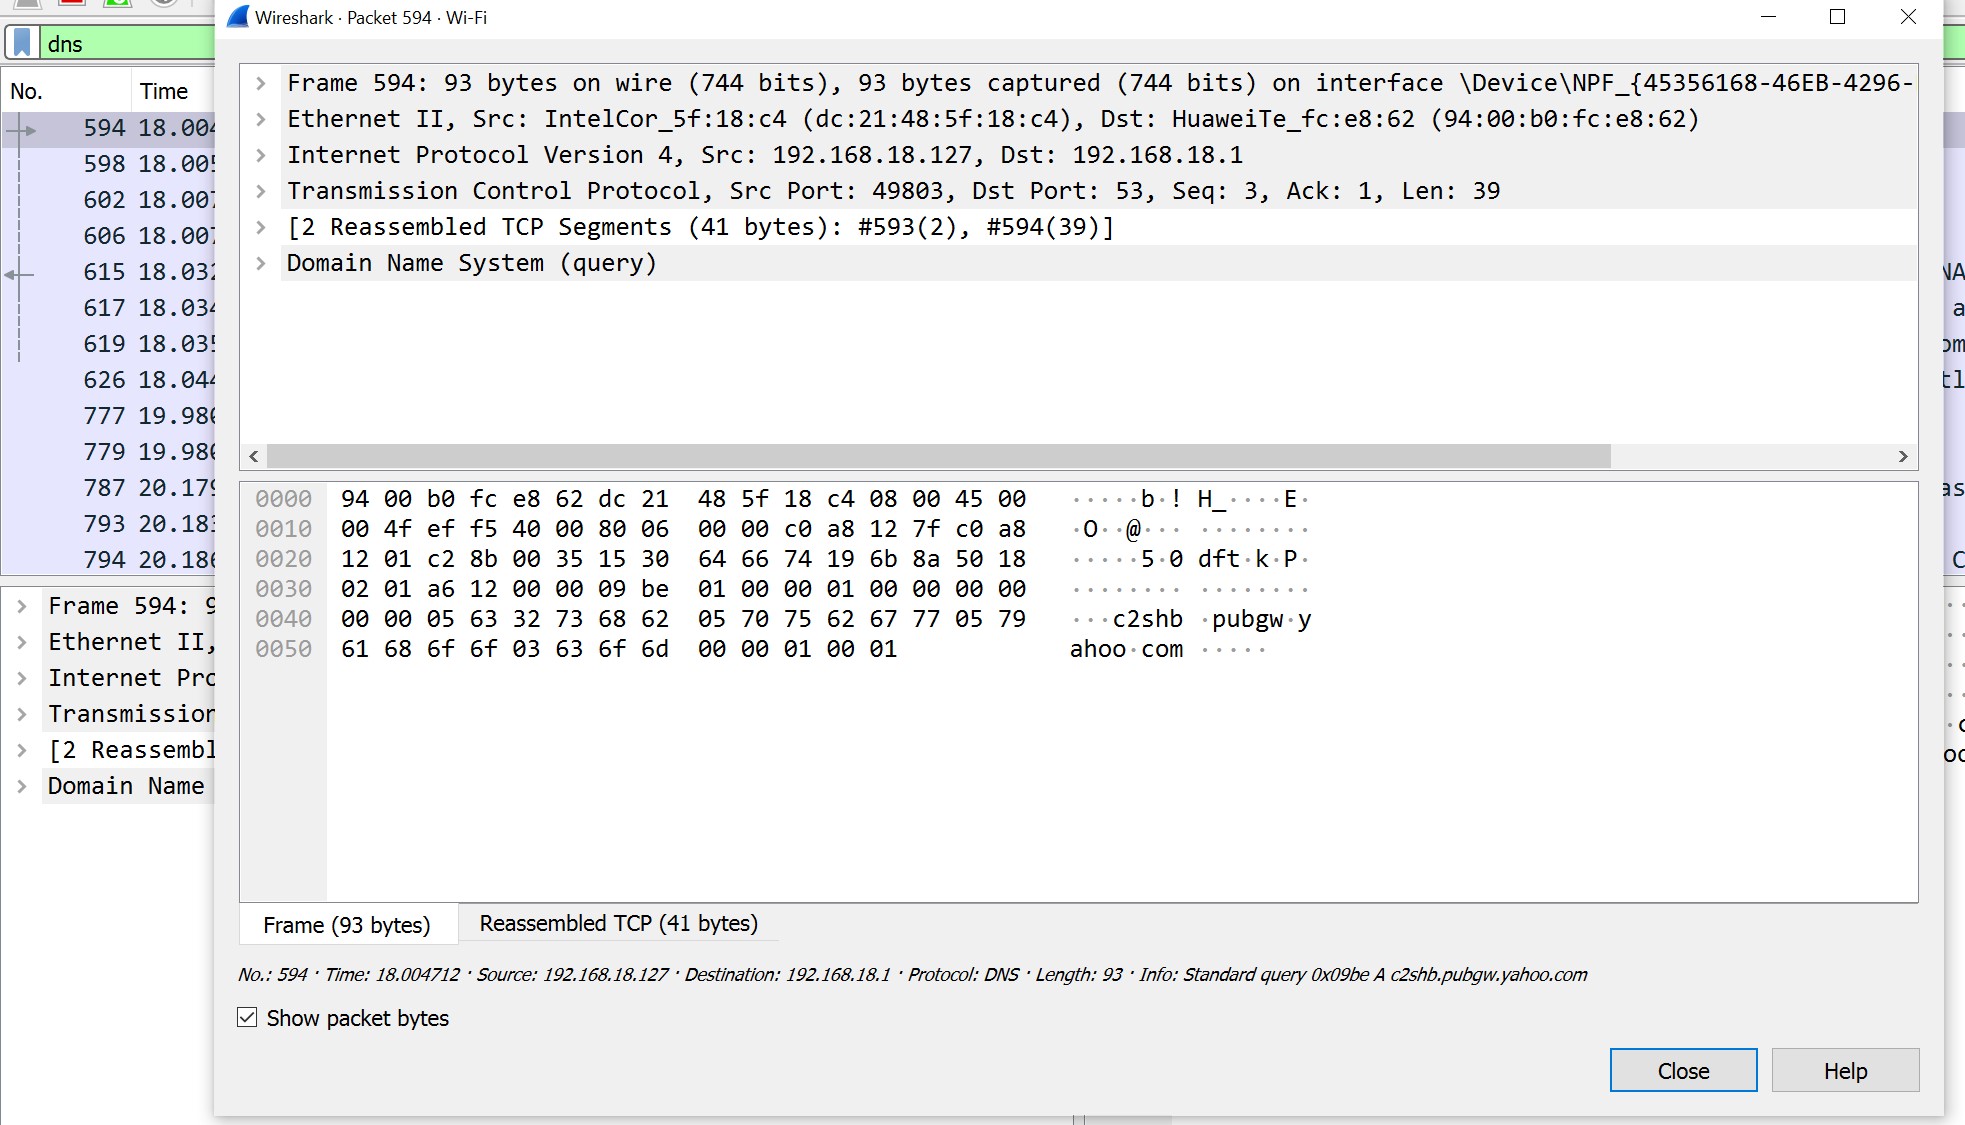 Wireshark · Packet 594 · Wi-Fi
dns
No. Time
594 18.004
598 18.005
602 18.007
606 18.007
615 18.032
617 18.034
619 18.035
626 18.044
777 19.980
779 19.980
787 20.179
793 20.183
794 20.186
Frame 594: 9
Ethernet II,
Internet Pro
Transmission
[2 Reassembl
Domain Name
Frame 594: 93 bytes on wire (744 bits), 93 bytes captured (744 bits) on interface \Device\NPF_{45356168-46EB-4296-
Ethernet II, Src: IntelCor_5f:18:c4 (dc:21:48:5f:18:c4), Dst: HuaweiTe_fc:e8:62 (94:00:b0:fc:e8:62)
Internet Protocol Version 4, Src: 192.168.18.127, Dst: 192.168.18.1
Transmission Control Protocol, Src Port: 49803, Dst Port: 53, Seq: 3, Ack: 1, Len: 39
[2 Reassembled TCP Segments (41 bytes): #593(2), #594(39)]
Domain Name System (query)
0000 94 00 b0 fc e8 62 dc 21 48 5f 18 c4 08 00 45 00 ·····b·! H_····E·
0010 00 4f ef f5 40 00 80 06 00 00 c0 a8 12 7f c0 a8 ·O··@··· ········
0020 12 01 c2 8b 00 35 15 30 64 66 74 19 6b 8a 50 18 ·····5·0 dft·k·P·
0030 02 01 a6 12 00 00 09 be 01 00 00 01 00 00 00 00 ········ ········
0040 00 00 05 63 32 73 68 62 05 70 75 62 67 77 05 79 ···c2shb ·pubgw·y
0050 61 68 6f 6f 03 63 6f 6d 00 00 01 00 01 ahoo·com ·····
Frame (93 bytes) Reassembled TCP (41 bytes)
No.: 594 · Time: 18.004712 · Source: 192.168.18.127 · Destination: 192.168.18.1 · Protocol: DNS · Length: 93 · Info: Standard query 0x09be A c2shb.pubgw.yahoo.com
Show packet bytes
Close Help